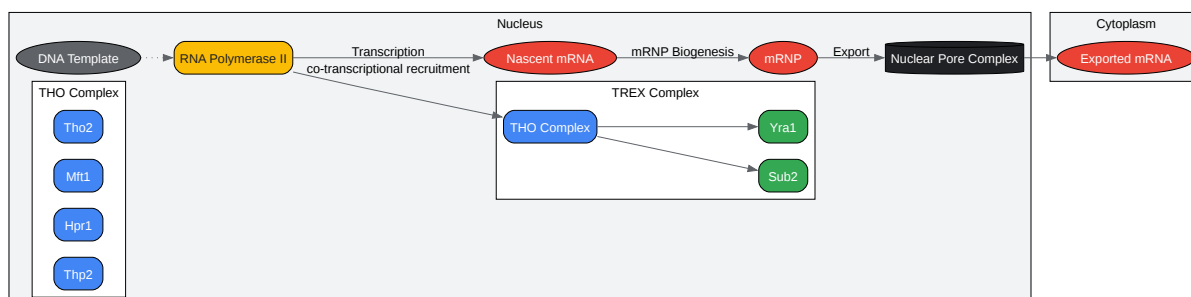 Nucleus
Cytoplasm
DNA Template
RNA Polymerase II
Transcription
co-transcriptional recruitment
Nascent mRNA
mRNP Biogenesis
mRNP
Export
Nuclear Pore Complex
Exported mRNA
THO Complex
Tho2
Mft1
Hpr1
Thp2
TREX Complex
THO Complex
Yra1
Sub2